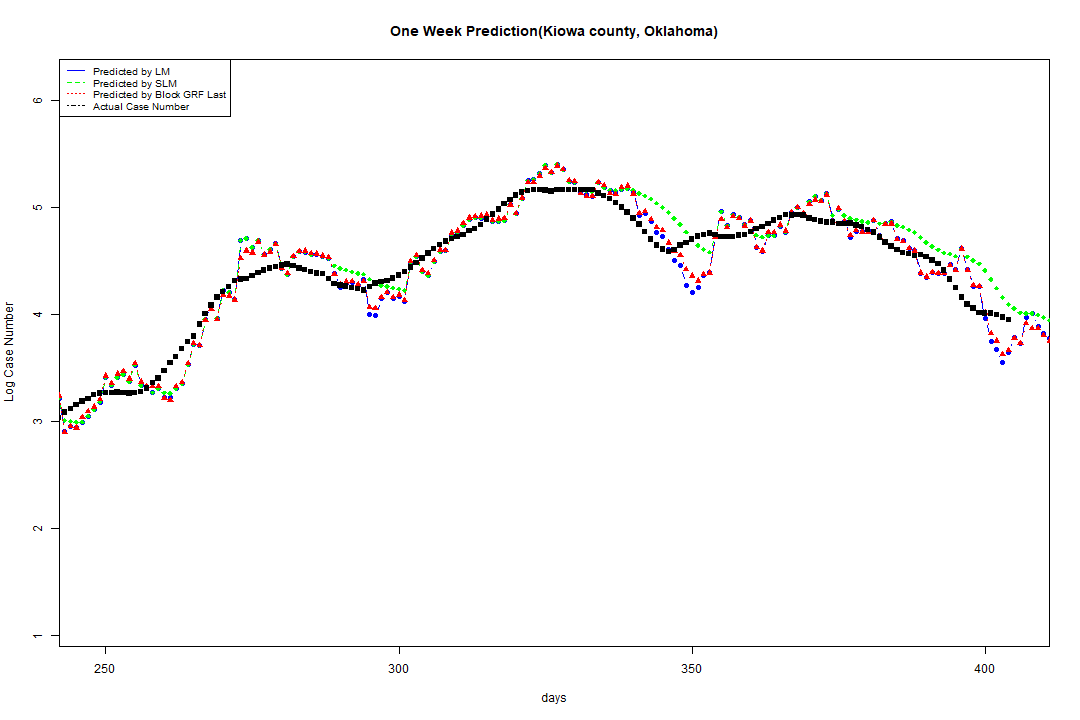 One Week Prediction(Kiowa county, Oklahoma)
Predicted by LM
Predicted by SLM
Predicted by Block GRF Last
Actual Case Number
6
5
4
3
2
1
Log Case Number
250 300 350 400
days